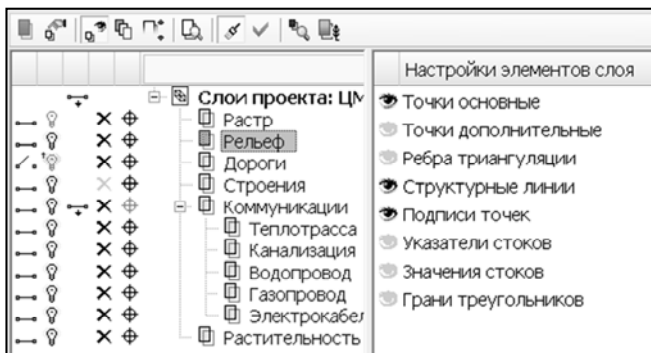 Слои проекта: ЦМ
Растр
Рельеф
Дороги
Строения
Коммуникации
Теплотрасса
Канализация
Водопровод
Газопровод
Электрокабел
Растительность
Настройки элементов слоя
Точки основные
Точки дополнительные
Ребра триангуляции
Структурные линии
Подписи точек
Указатели стоков
Значения стоков
Грани треугольников